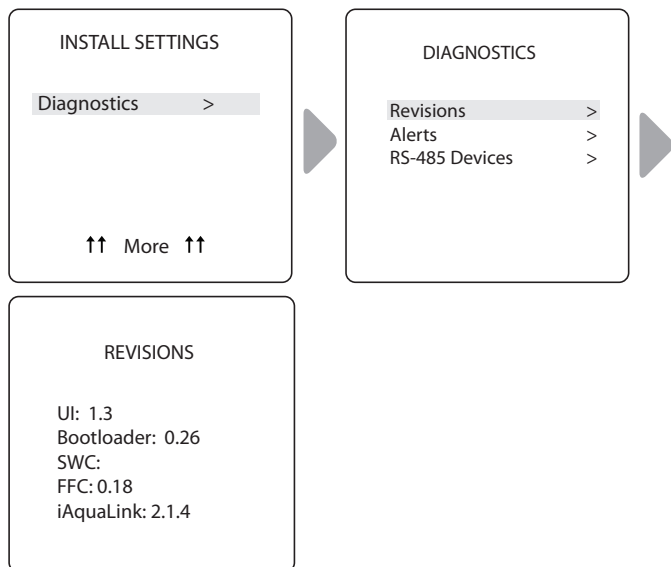 INSTALL SETTINGS
Diagnostics >
↑↑ More ↑↑
DIAGNOSTICS
Revisions >
Alerts >
RS-485 Devices >
REVISIONS
UI: 1.3
Bootloader: 0.26
SWC:
FFC: 0.18
iAquaLink: 2.1.4